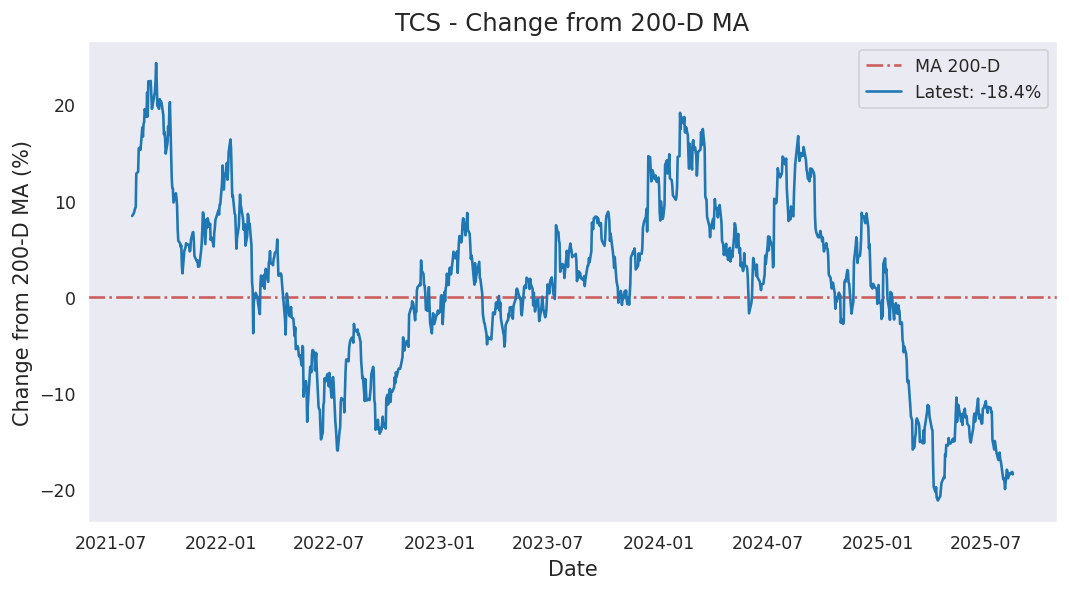 TCS - Change from 200-D MA
MA 200-D
Latest: -18.4%
Change from 200-D MA (%)
20
10
0
−10
−20
2021-07 2022-01 2022-07 2023-01 2023-07 2024-01 2024-07 2025-01 2025-07
Date